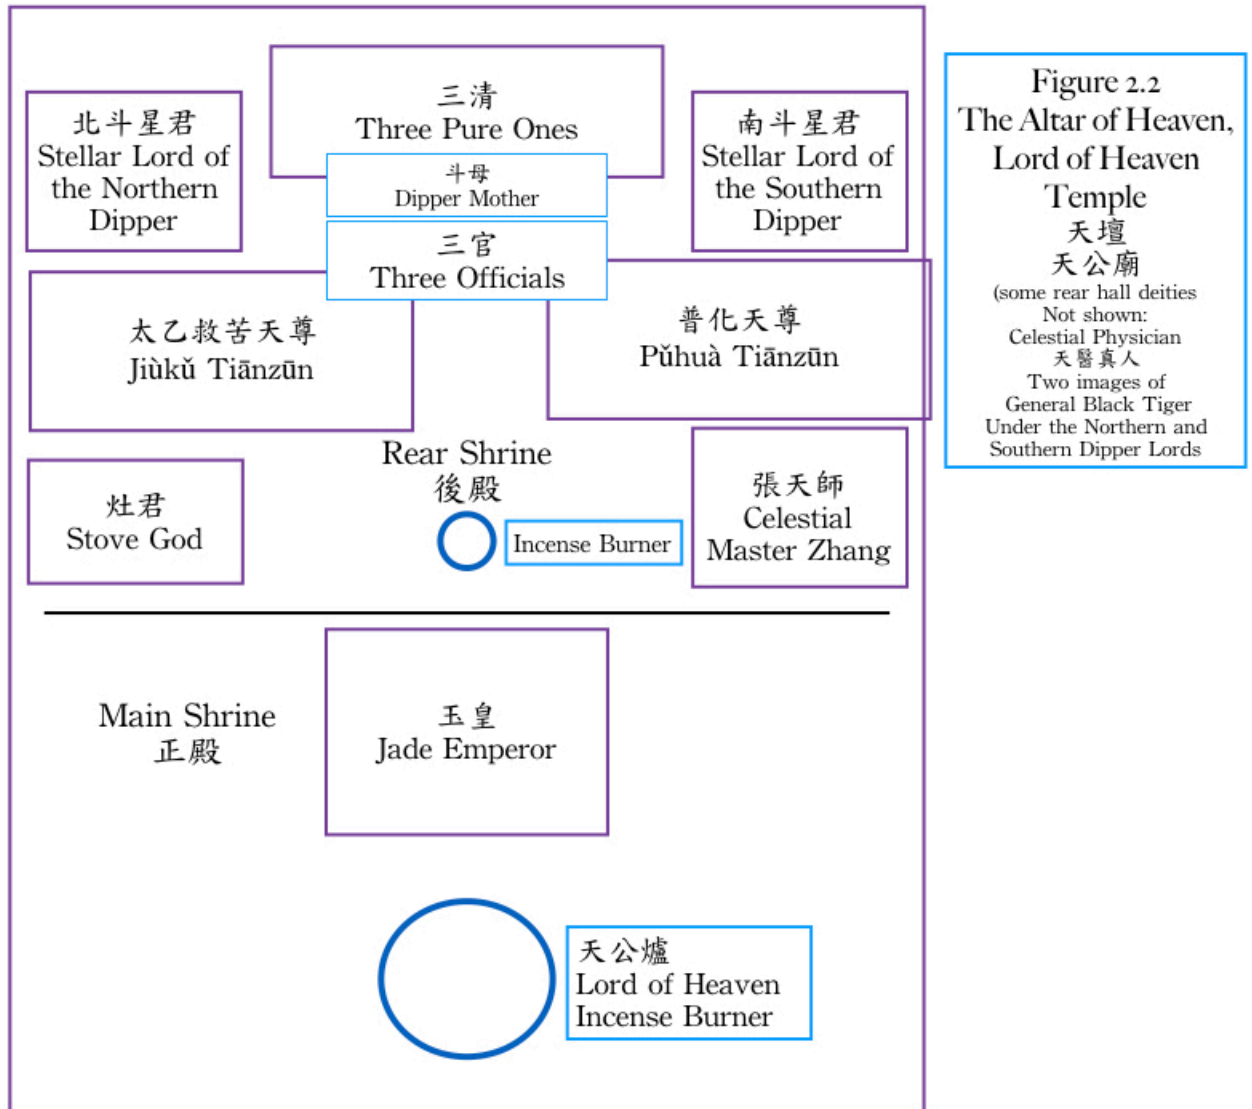 三清
Three Pure Ones
北斗星君
Stellar Lord of
the Northern
Dipper
南斗星君
Stellar Lord of
the Southern
Dipper
斗母
Dipper Mother
三官
Three Officials
太乙救苦天尊
Jiùkǔ Tiānzūn
普化天尊
Pǔhuà Tiānzūn
Rear Shrine
後殿
灶君
Stove God
Incense Burner
張天師
Celestial
Master Zhang
Main Shrine
正殿
玉皇
Jade Emperor
天公爐
Lord of Heaven
Incense Burner
Figure 2.2
The Altar of Heaven,
Lord of Heaven
Temple
天壇
天公廟
(some rear hall deities
Not shown:
Celestial Physician
天醫真人
Two images of
General Black Tiger
Under the Northern and
Southern Dipper Lords